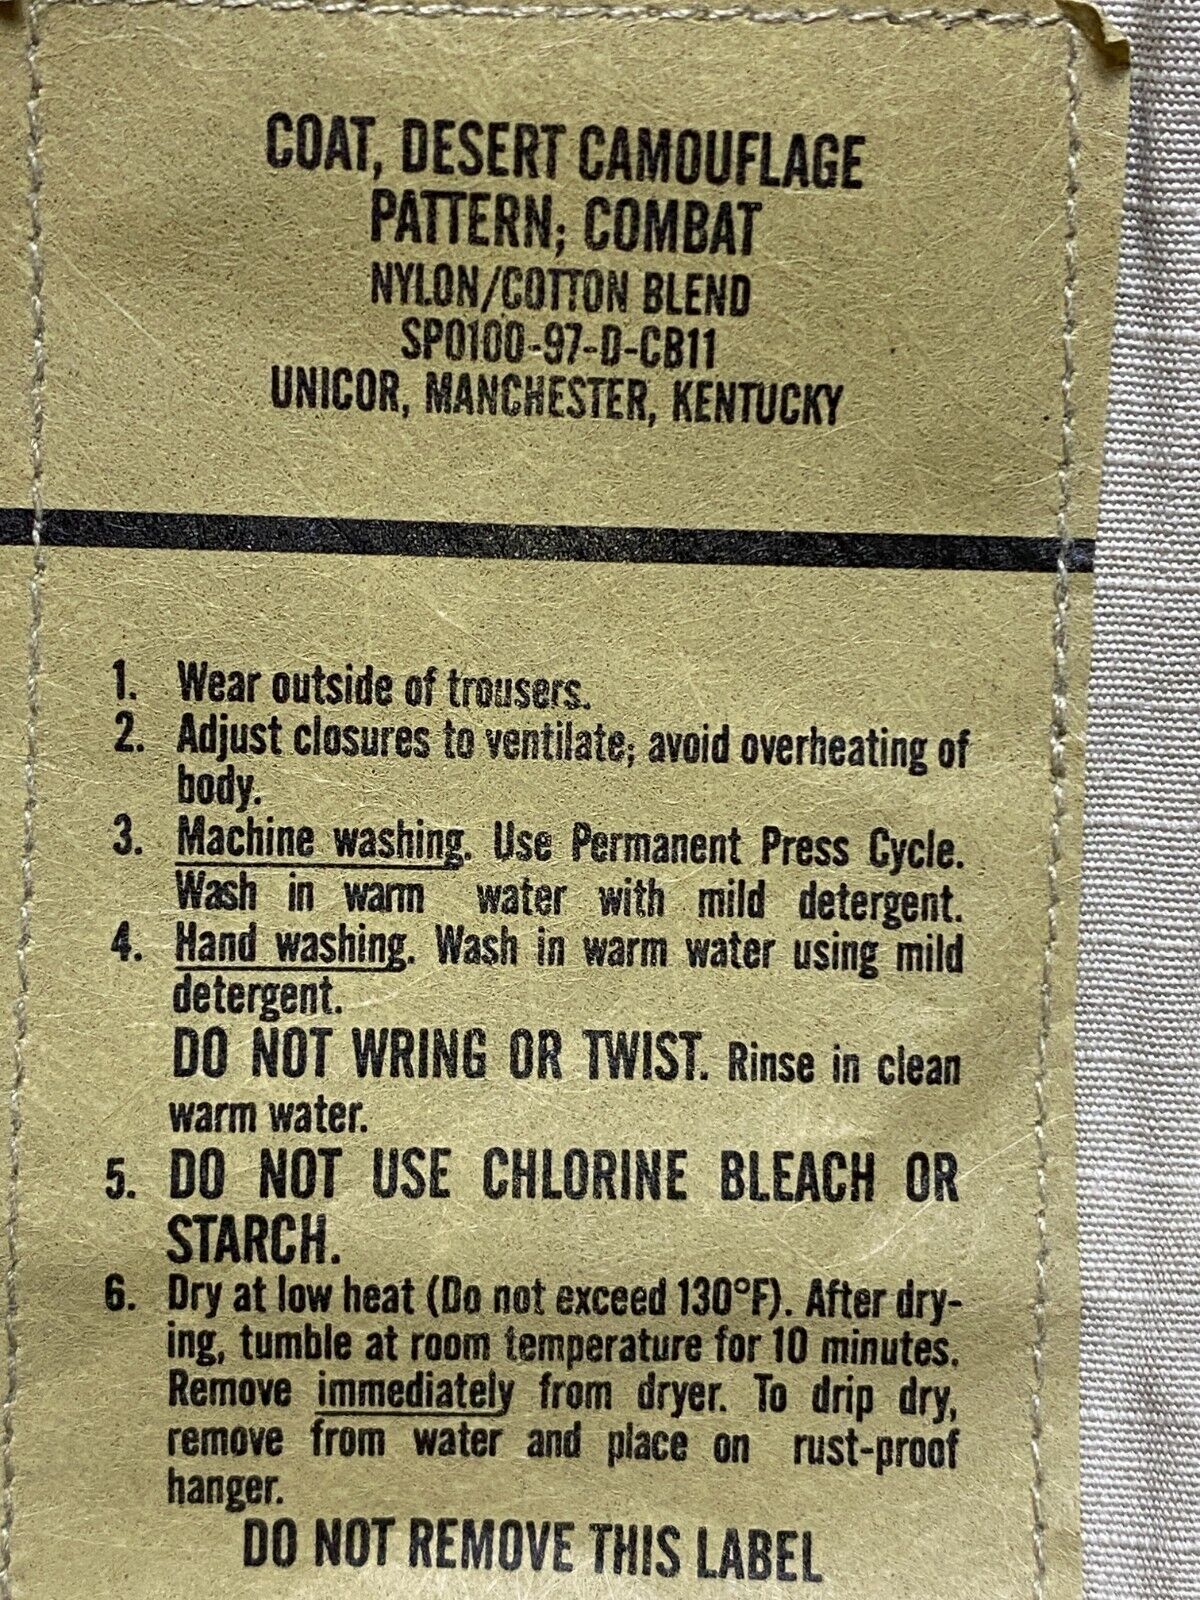 COAT, DESERT CAMOUFLAGE
PATTERN; COMBAT
NYLON/COTTON BLEND
SPO100-97-D-CB11
UNICOR, MANCHESTER, KENTUCKY
1. Wear outside of trousers.
2. Adjust closures to ventilate; avoid overheating of
body.
3. Machine washing. Use Permanent Press Cycle.
Wash in warm water with mild detergent.
4. Hand washing. Wash in warm water using mild
detergent.
DO NOT WRING OR TWIST. Rinse in clean
warm water.
5. DO NOT USE CHLORINE BLEACH OR
STARCH.
6. Dry at low heat (Do not exceed 130°F). After dry-
ing, tumble at room temperature for 10 minutes.
Remove immediately from dryer. To drip dry,
remove from water and place on rust-proof
hanger.
DO NOT REMOVE THIS LABEL